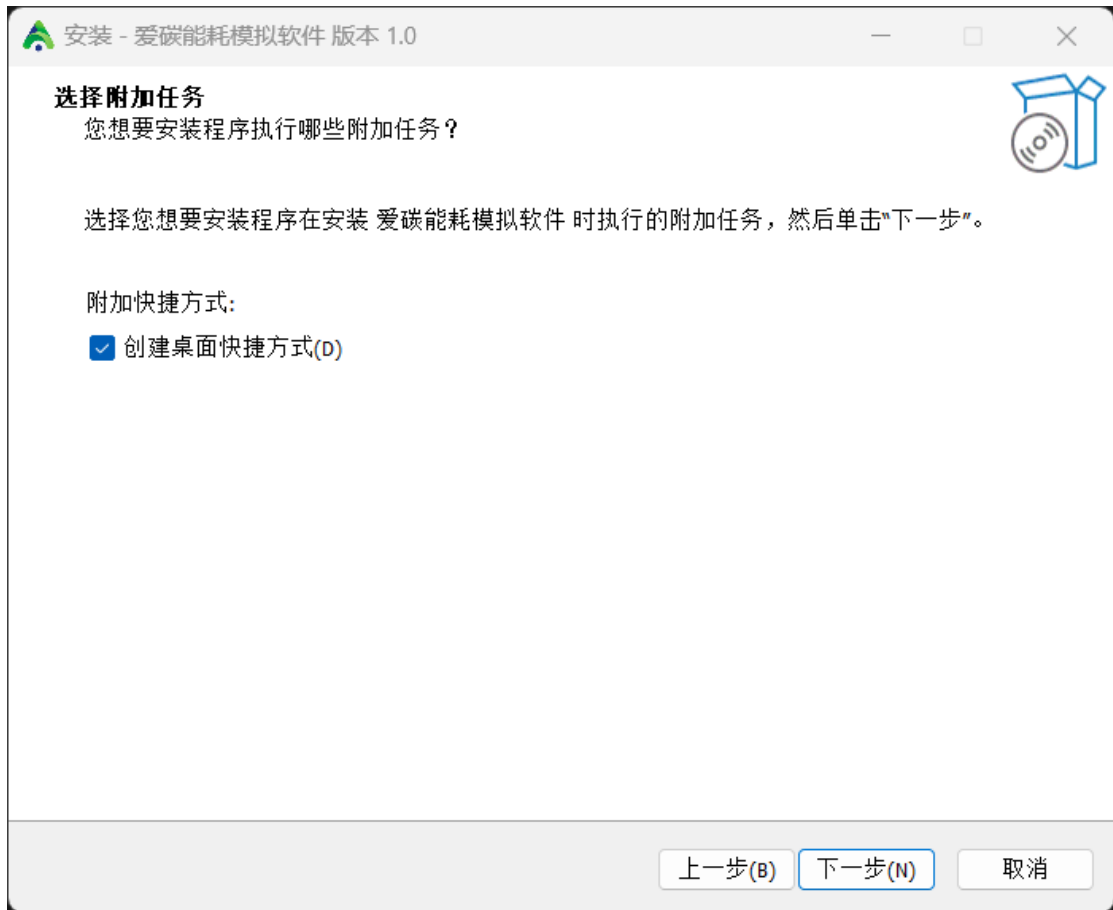 安装 - 爱碳能耗模拟软件 版本 1.0
选择附加任务
您想要安装程序执行哪些附加任务？
选择您想要安装程序在安装 爱碳能耗模拟软件 时执行的附加任务，然后单击“下一步”。
附加快捷方式:
创建桌面快捷方式(D)
上一步(B) 下一步(N) 取消